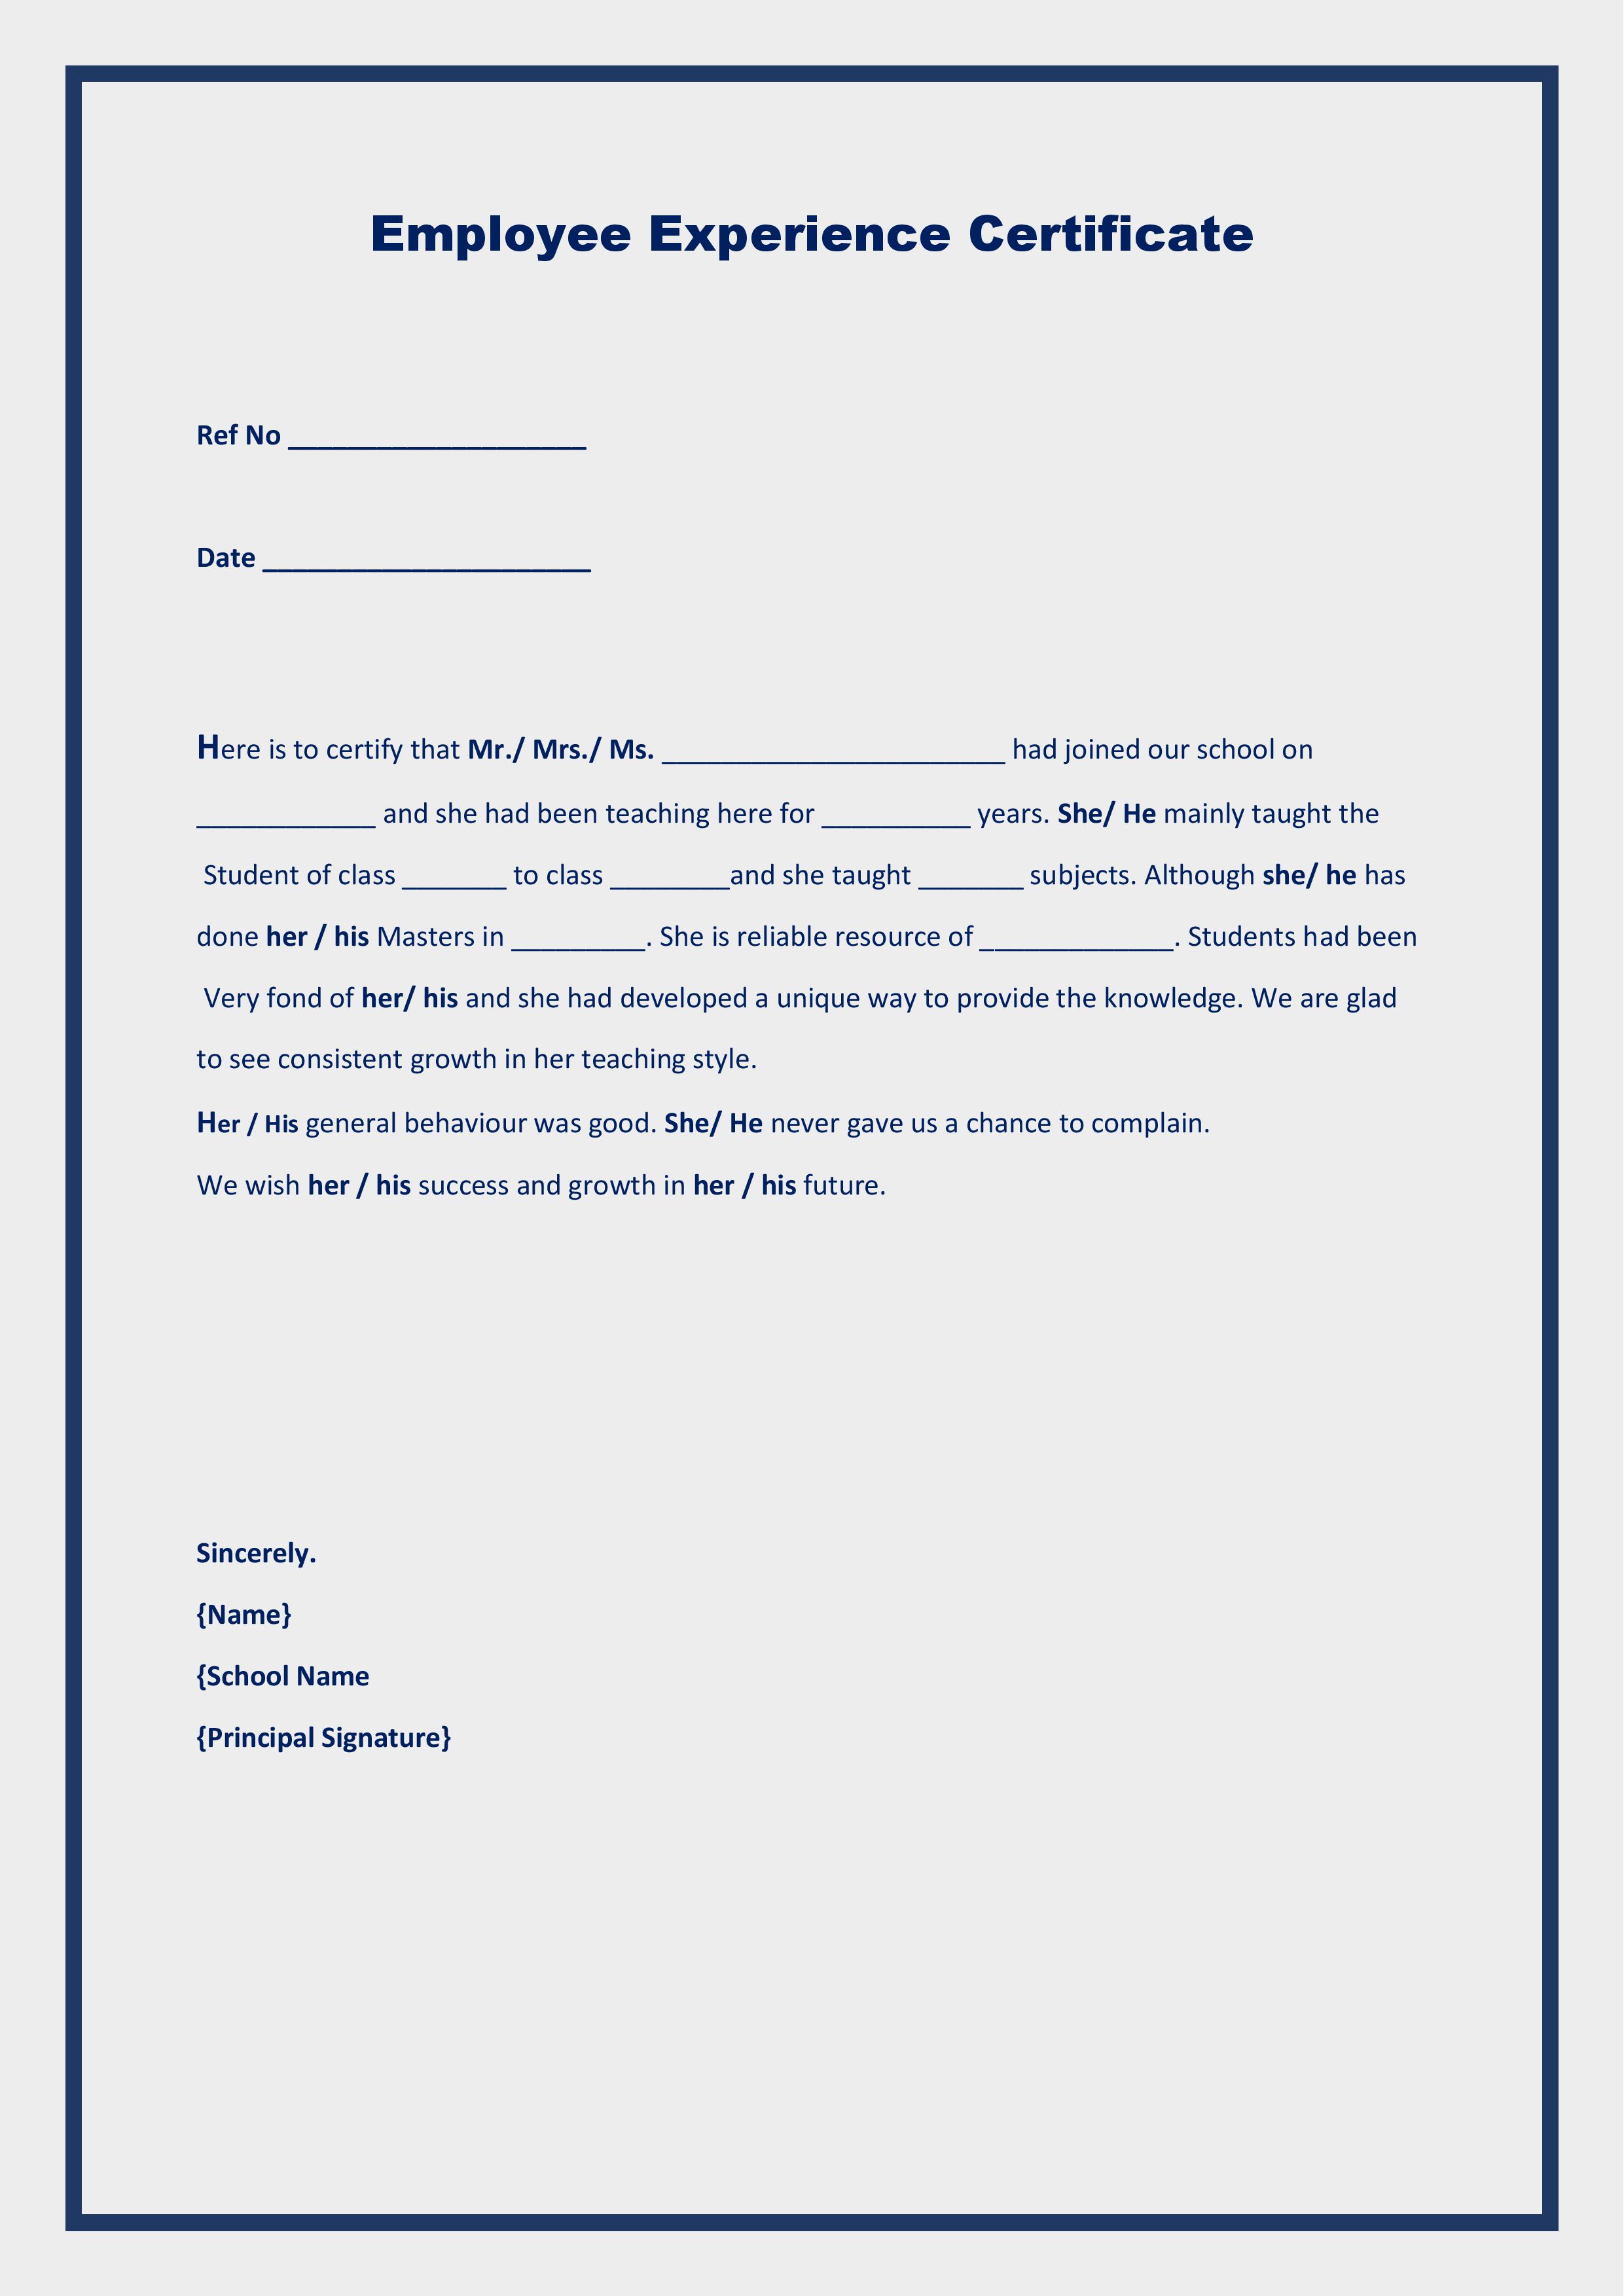 Employee Experience Certificate
Ref No ____________________
Date ______________________
Here is to certify that Mr./ Mrs./ Ms. _______________________ had joined our school on
____________ and she had been teaching here for __________ years. She/ He mainly taught the
Student of class _______ to class ________and she taught _______ subjects. Although she/ he has
done her / his Masters in _________. She is reliable resource of _____________. Students had been
Very fond of her/ his and she had developed a unique way to provide the knowledge. We are glad
to see consistent growth in her teaching style.
Her / His general behaviour was good. She/ He never gave us a chance to complain.
We wish her / his success and growth in her / his future.
Sincerely.
{Name}
{School Name
{Principal Signature}